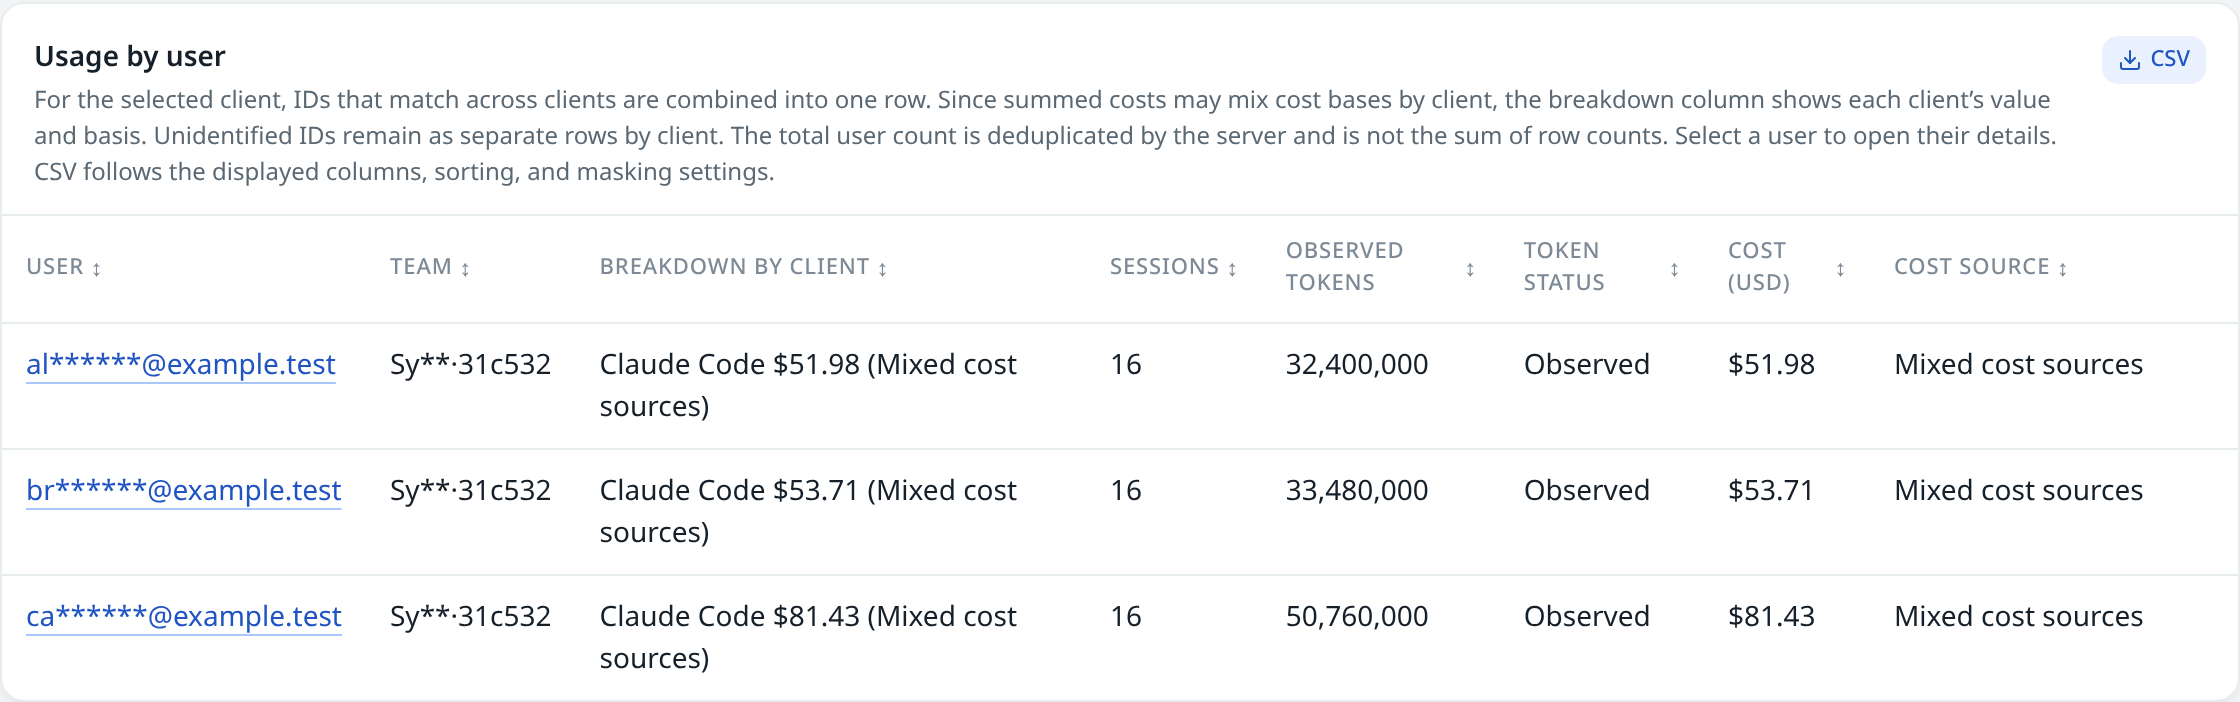 Usage by user
CSV
For the selected client, IDs that match across clients are combined into one row. Since summed costs may mix cost bases by client, the breakdown column shows each client’s value
and basis. Unidentified IDs remain as separate rows by client. The total user count is deduplicated by the server and is not the sum of row counts. Select a user to open their details.
CSV follows the displayed columns, sorting, and masking settings.
USER ↕ TEAM ↕ BREAKDOWN BY CLIENT ↕ SESSIONS ↕ OBSERVED TOKENS ↕ TOKEN STATUS ↕ COST (USD) ↕ COST SOURCE ↕
al******@example.test Sy**·31c532 Claude Code $51.98 (Mixed cost 16 32,400,000 Observed $51.98 Mixed cost sources
sources)
br******@example.test Sy**·31c532 Claude Code $53.71 (Mixed cost 16 33,480,000 Observed $53.71 Mixed cost sources
sources)
ca******@example.test Sy**·31c532 Claude Code $81.43 (Mixed cost 16 50,760,000 Observed $81.43 Mixed cost sources
sources)